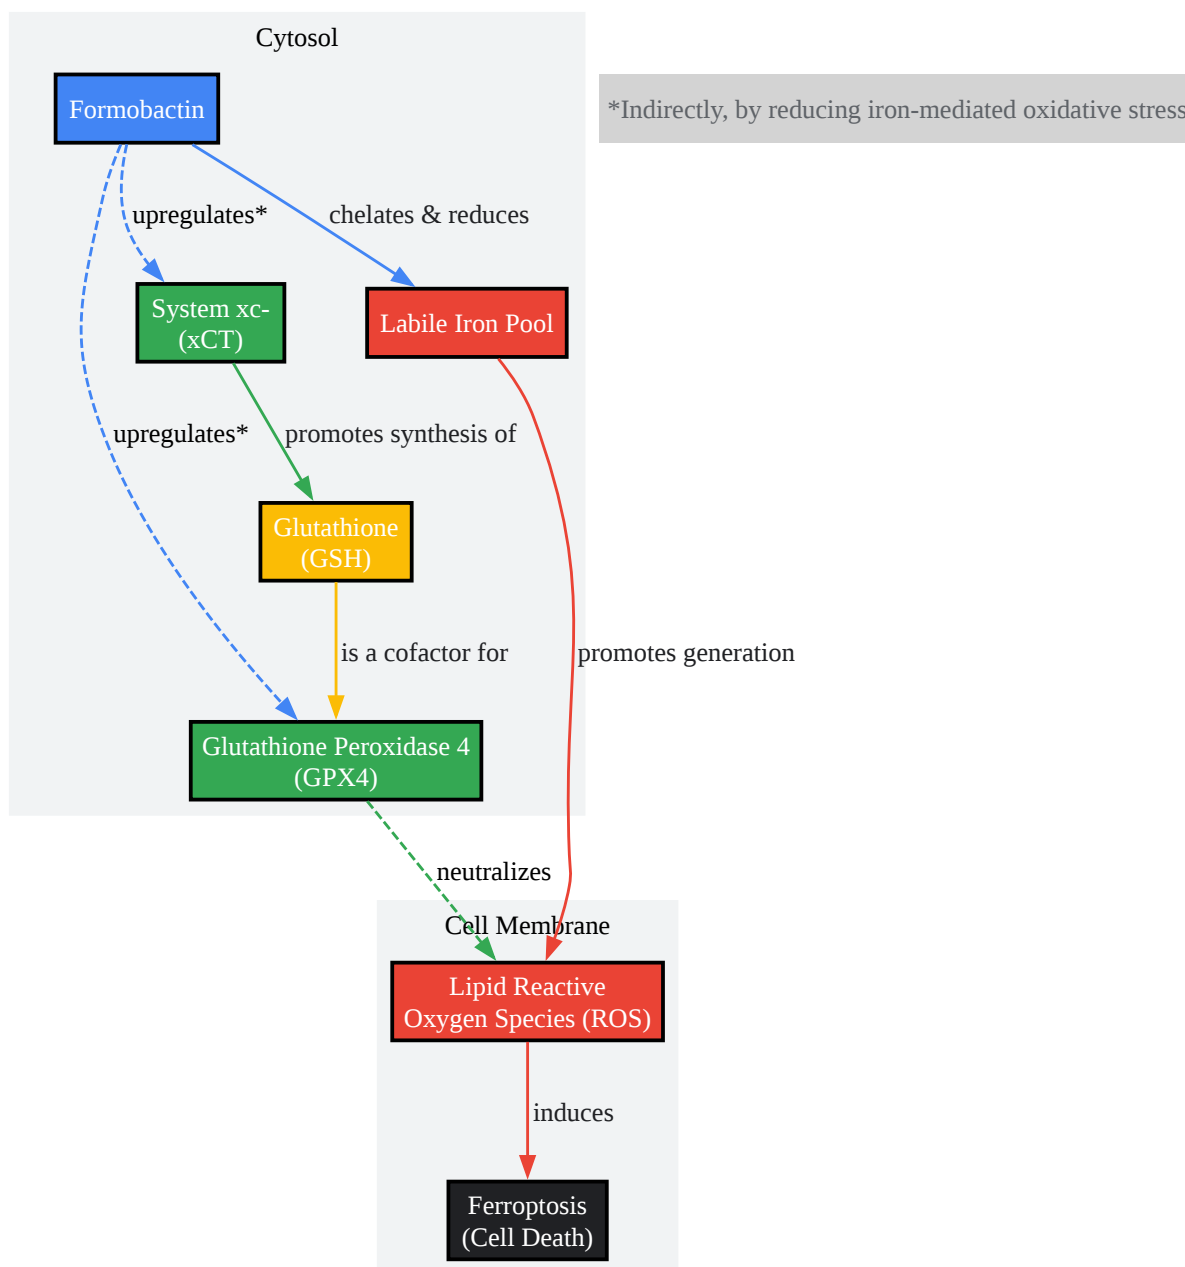 Cytosol
Formobactin
*Indirectly, by reducing iron-mediated oxidative stress
upregulates*
chelates & reduces
System xc-
(xCT)
Labile Iron Pool
upregulates*
promotes synthesis of
Glutathione
(GSH)
is a cofactor for
promotes generation
Glutathione Peroxidase 4
(GPX4)
neutralizes
Cell Membrane
Lipid Reactive
Oxygen Species (ROS)
induces
Ferroptosis
(Cell Death)